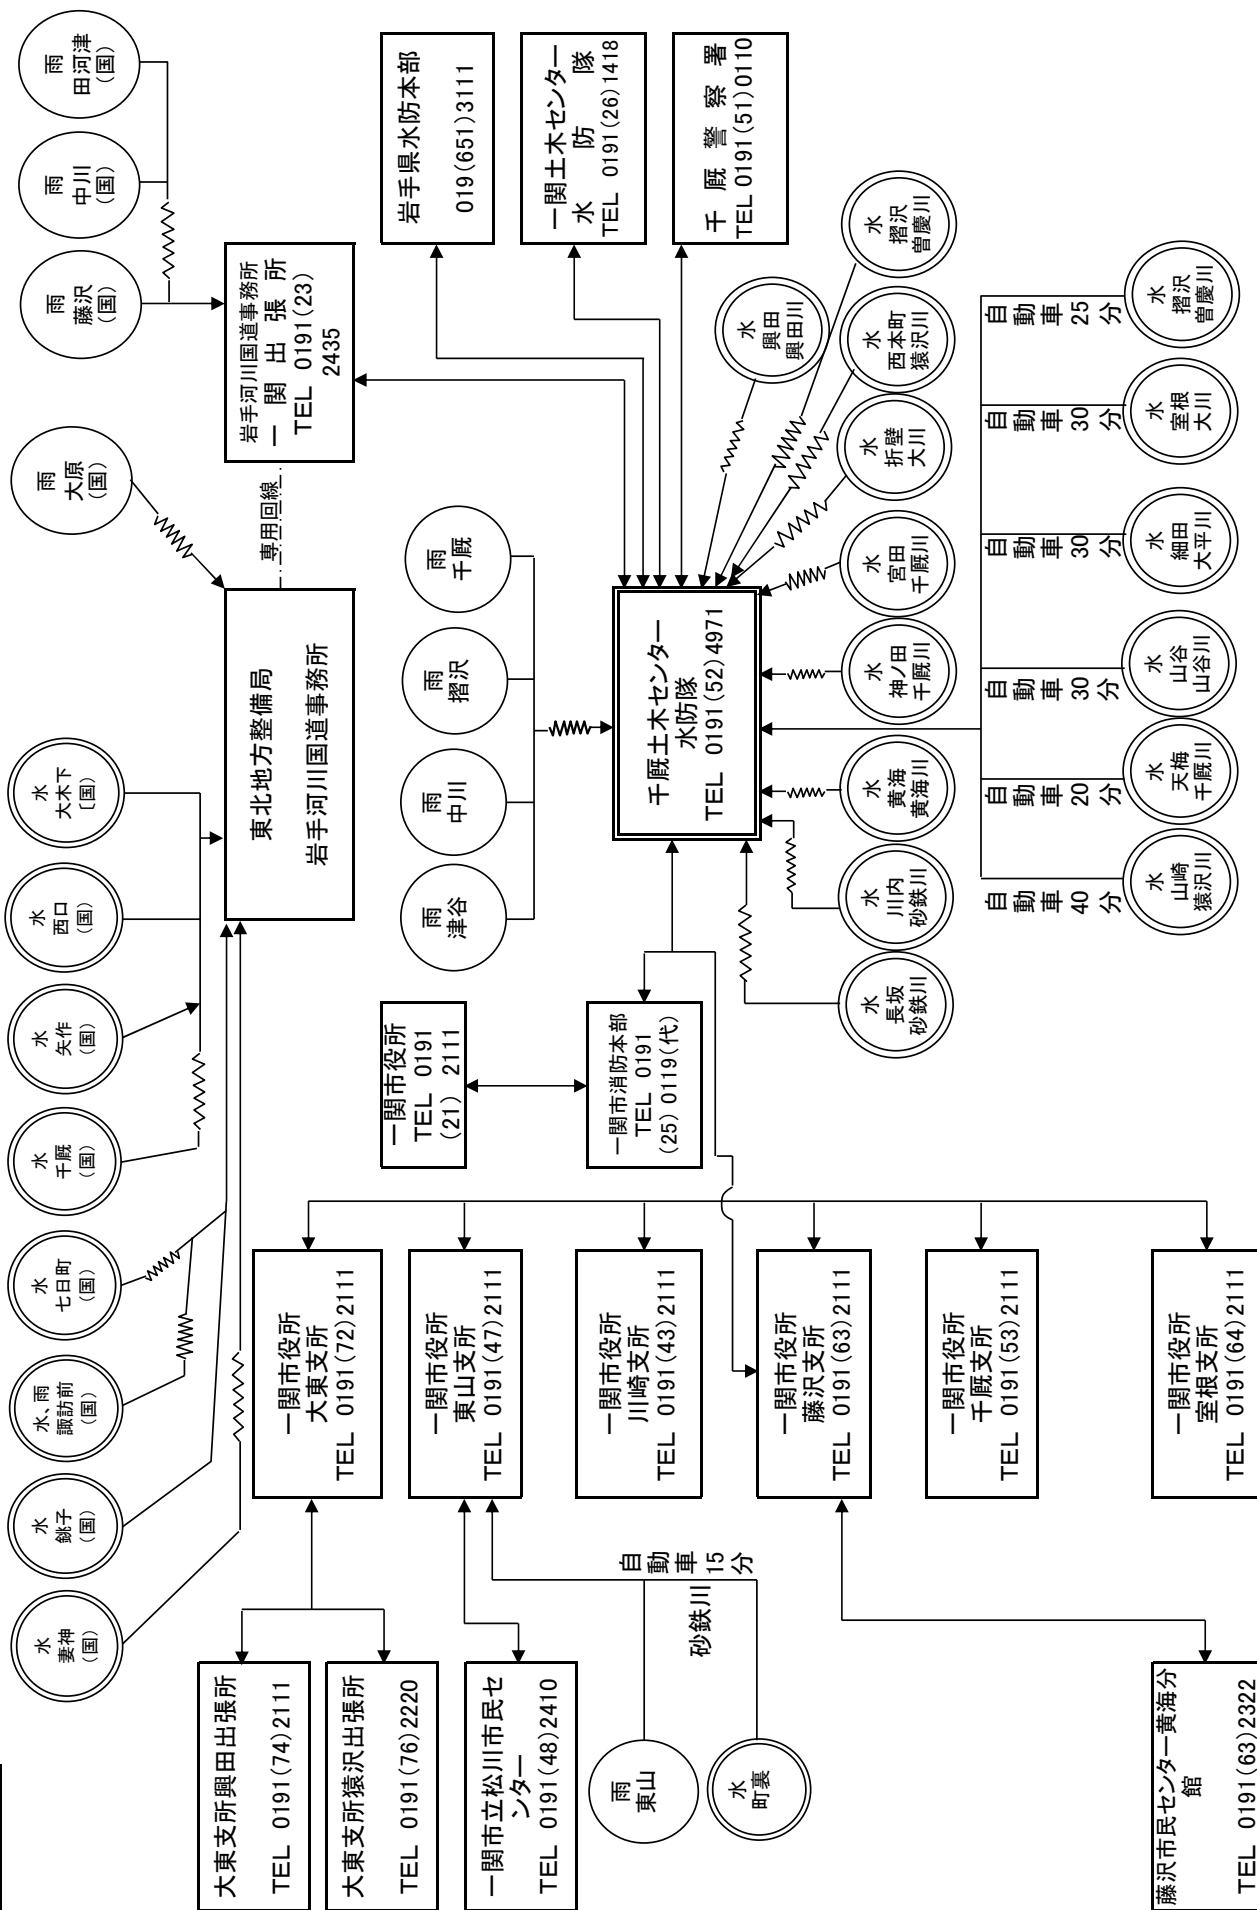 水
妻神
(国)
水
銚子
(国)
水、雨
諏訪前
(国)
水
七日町
(国)
水
千厩
(国)
水
矢作
(国)
水
西口
(国)
水
大木下
[国)
雨
大原
(国)
雨
藤沢
(国)
雨
中川
(国)
雨
田河津
(国)
東北地方整備局
岩手河川国道事務所
専用回線
岩手河川国道事務所
一関出張所
TEL 0191(23)
2435
大東支所興田出張所
TEL 0191(74)2111
大東支所猿沢出張所
TEL 0191(76)2220
一関市立松川市民セ
ンター
TEL 0191(48)2410
雨
東山
水
町裏
自動車15分
砂鉄川
藤沢市民センター黄海分
館
TEL 0191(63)2322
一関市役所
大東支所
TEL 0191(72)2111
一関市役所
東山支所
TEL 0191(47)2111
一関市役所
川崎支所
TEL 0191(43)2111
一関市役所
藤沢支所
TEL 0191(63)2111
一関市役所
千厩支所
TEL 0191(53)2111
一関市役所
室根支所
TEL 0191(64)2111
一関市役所
TEL 0191
(21) 2111
一関市消防本部
TEL 0191
(25)0119(代)
雨
津谷
雨
中川
雨
摺沢
雨
千厩
千厩土木センター
水防隊
TEL 0191(52)4971
岩手県水防本部
019(651)3111
一関土木センター
水防隊
TEL 0191(26)1418
千厩警察署
TEL 0191(51)0110
水
長坂
砂鉄川
水
川内
砂鉄川
水
黄海
黄海川
水
神ノ田
千厩川
水
宮田
千厩川
水
折壁
大川
水
西本町
猿沢川
水
興田
興田川
水
摺沢
曽慶川
自動車40分
自動車20分
自動車30分
自動車30分
自動車30分
自動車25分
水
山崎
猿沢川
水
天梅
千厩川
水
山谷
山谷川
水
細田
大平川
水
室根
大川
水
摺沢
曽慶川